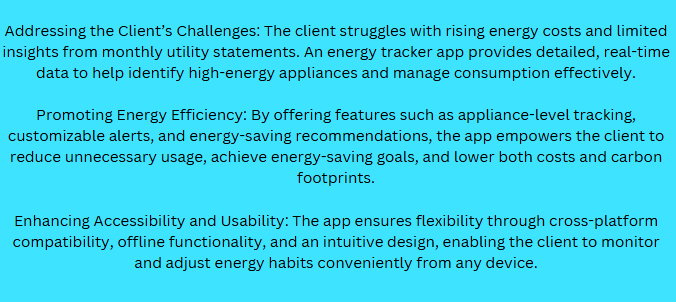 Addressing the Client’s Challenges: The client struggles with rising energy costs and limited
insights from monthly utility statements. An energy tracker app provides detailed, real-time
data to help identify high-energy appliances and manage consumption effectively.
Promoting Energy Efficiency: By offering features such as appliance-level tracking,
customizable alerts, and energy-saving recommendations, the app empowers the client to
reduce unnecessary usage, achieve energy-saving goals, and lower both costs and carbon
footprints.
Enhancing Accessibility and Usability: The app ensures flexibility through cross-platform
compatibility, offline functionality, and an intuitive design, enabling the client to monitor
and adjust energy habits conveniently from any device.